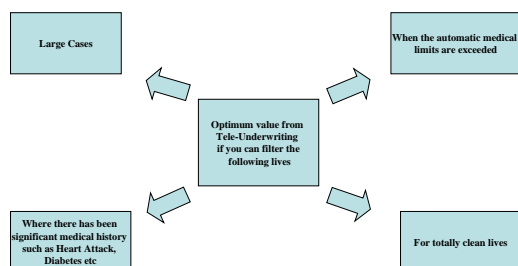 Large Cases
When the automatic medical
limits are exceeded
Optimum value from
Tele-Underwriting
if you can filter the
following lives
Where there has been
significant medical history
such as Heart Attack,
Diabetes etc
For totally clean lives